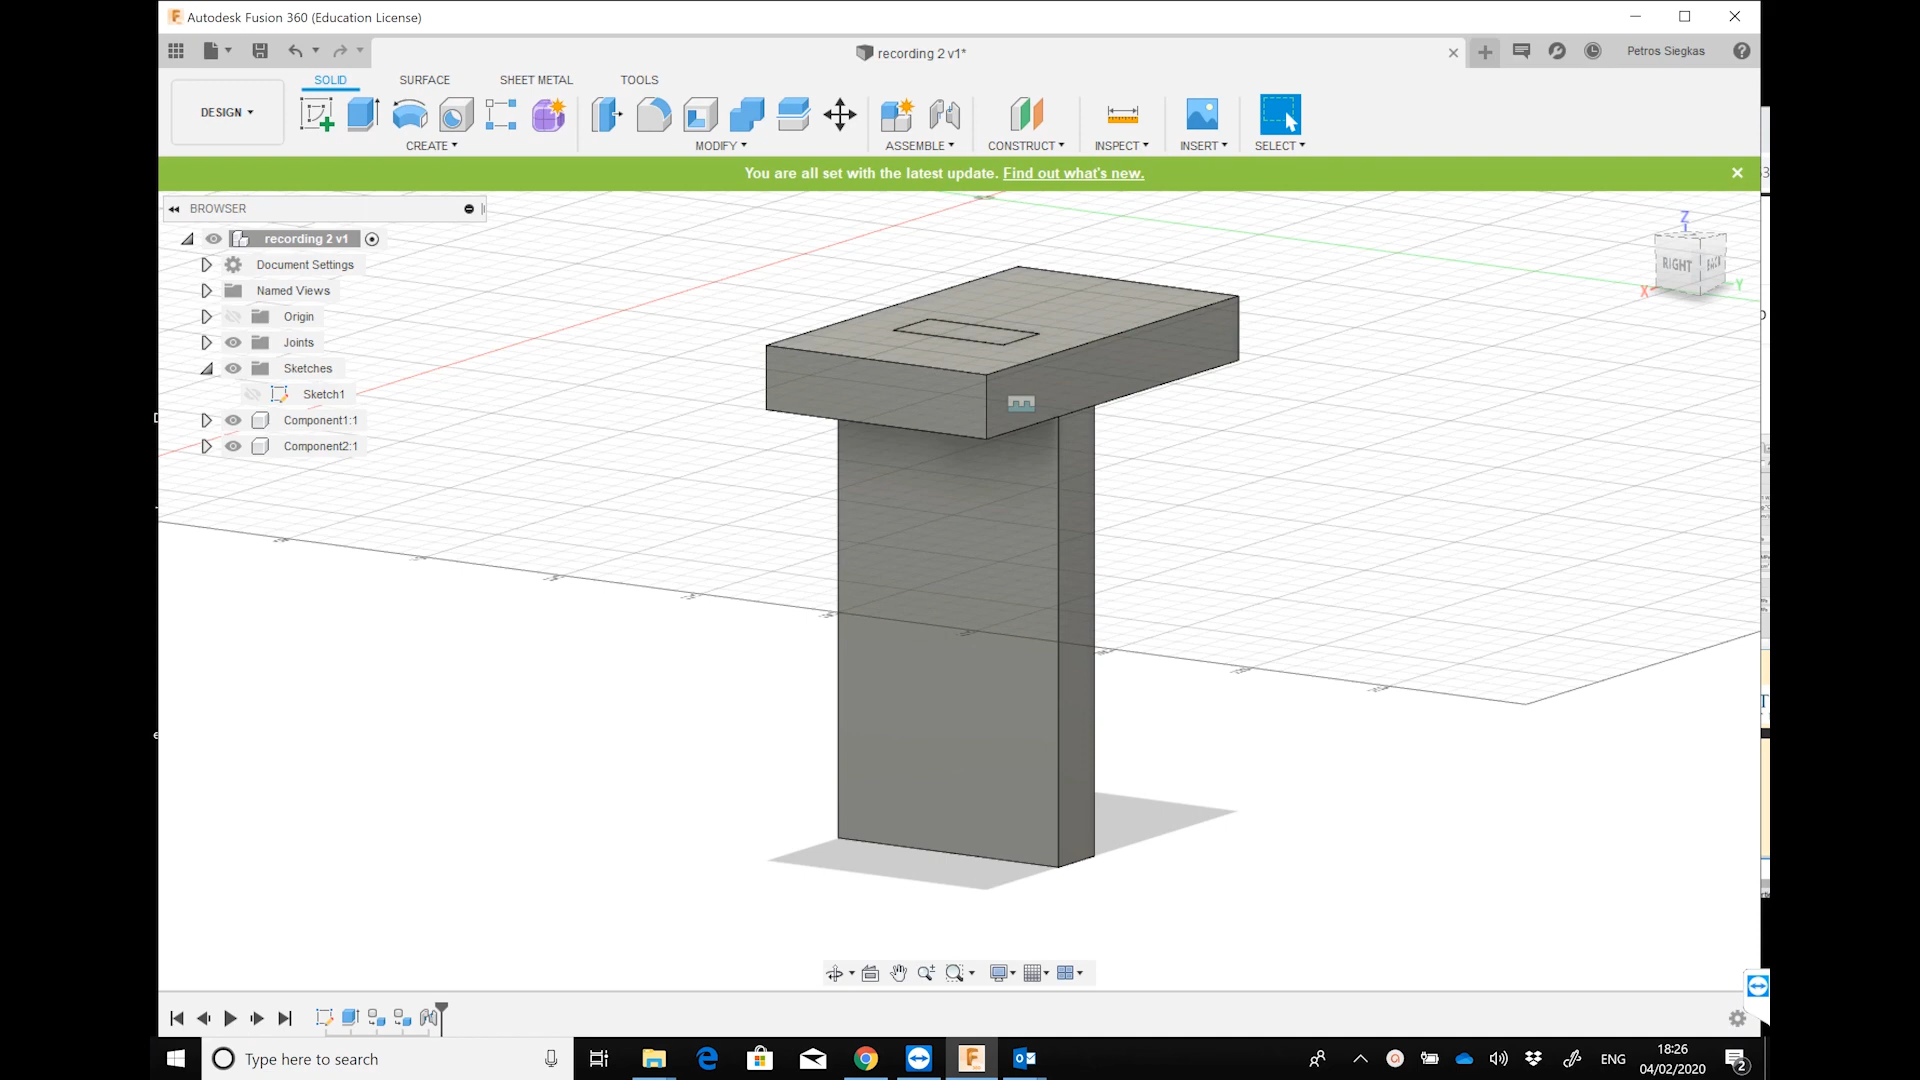 Autodesk Fusion 360 (Education License)
recording 2 v1*
Petros Siegkas
SOLID SURFACE SHEET METAL TOOLS
DESIGN
CREATE MODIFY ASSEMBLE CONSTRUCT INSPECT INSERT SELECT
You are all set with the latest update. Find out what's new.
BROWSER
recording 2 v1
Document Settings
Named Views
Origin
Joints
Sketches
Sketch1
Component1:1
Component2:1
Z
RIGHT BACK
X Y
Type here to search
ENG
18:26
04/02/2020
2